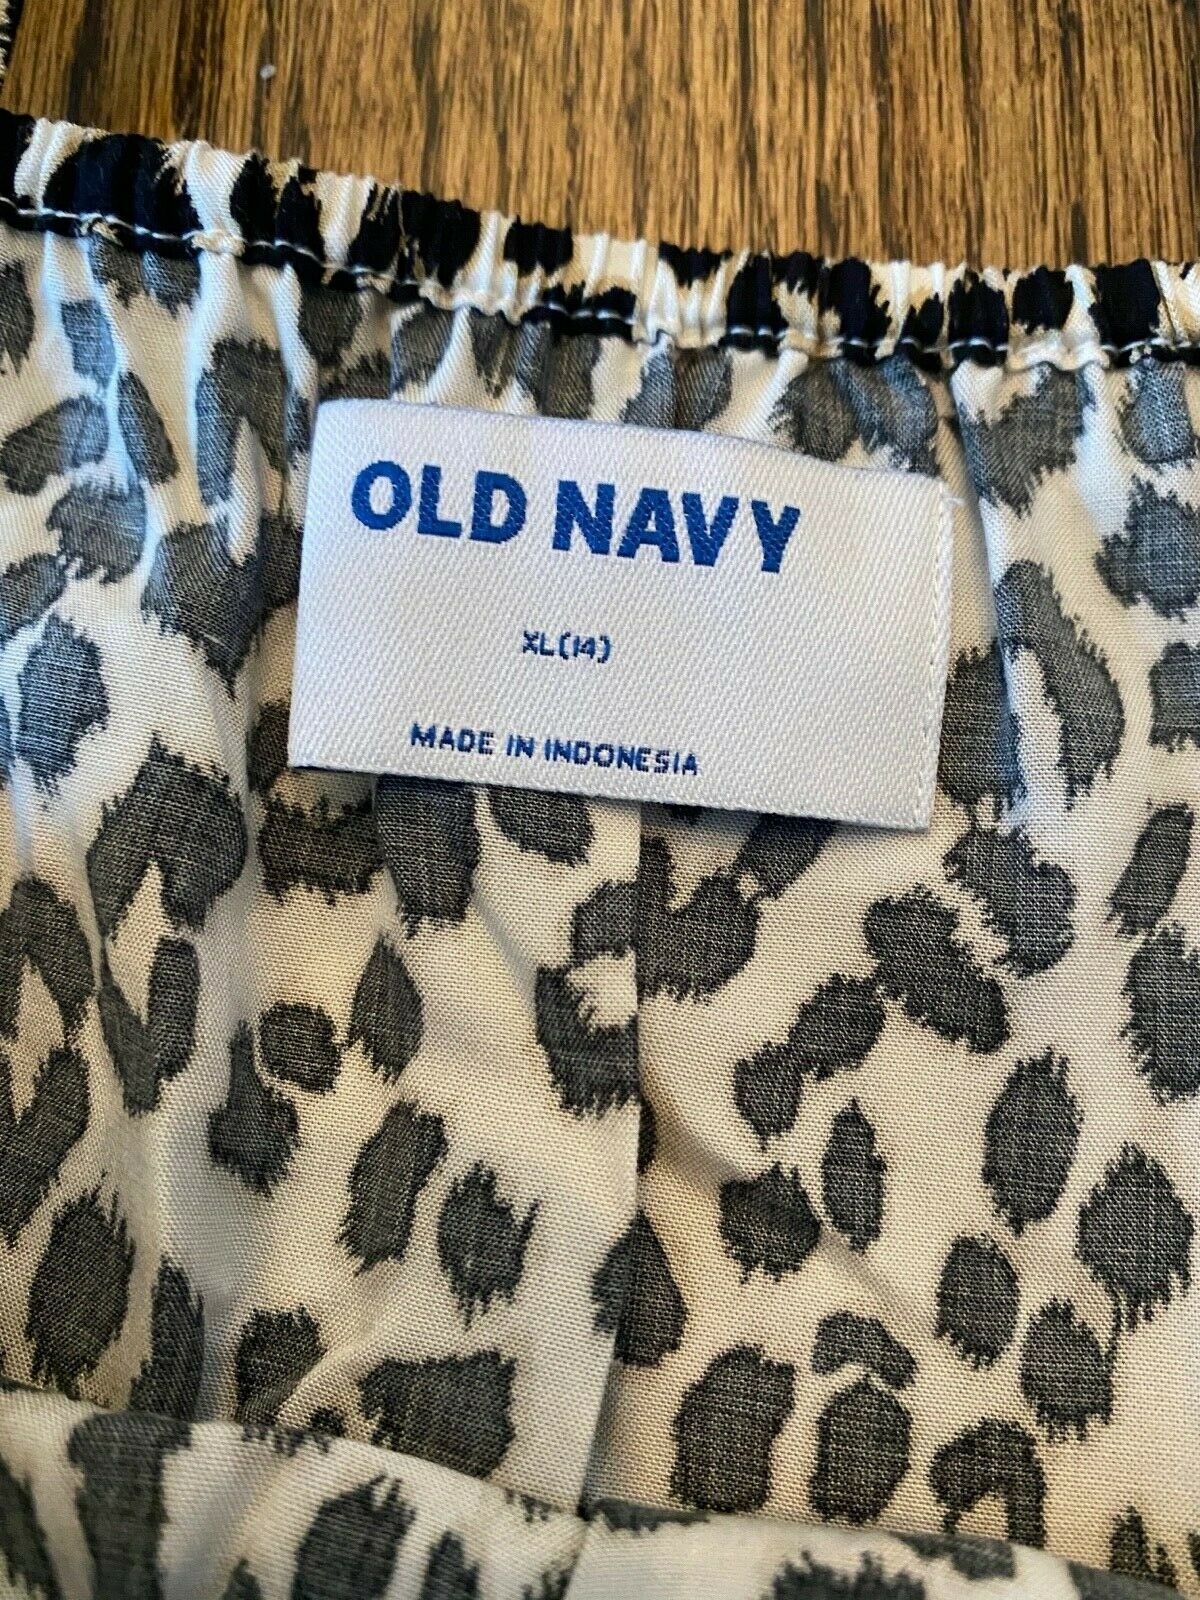 OLD NAVY
XL(14)
MADE IN INDONESIA